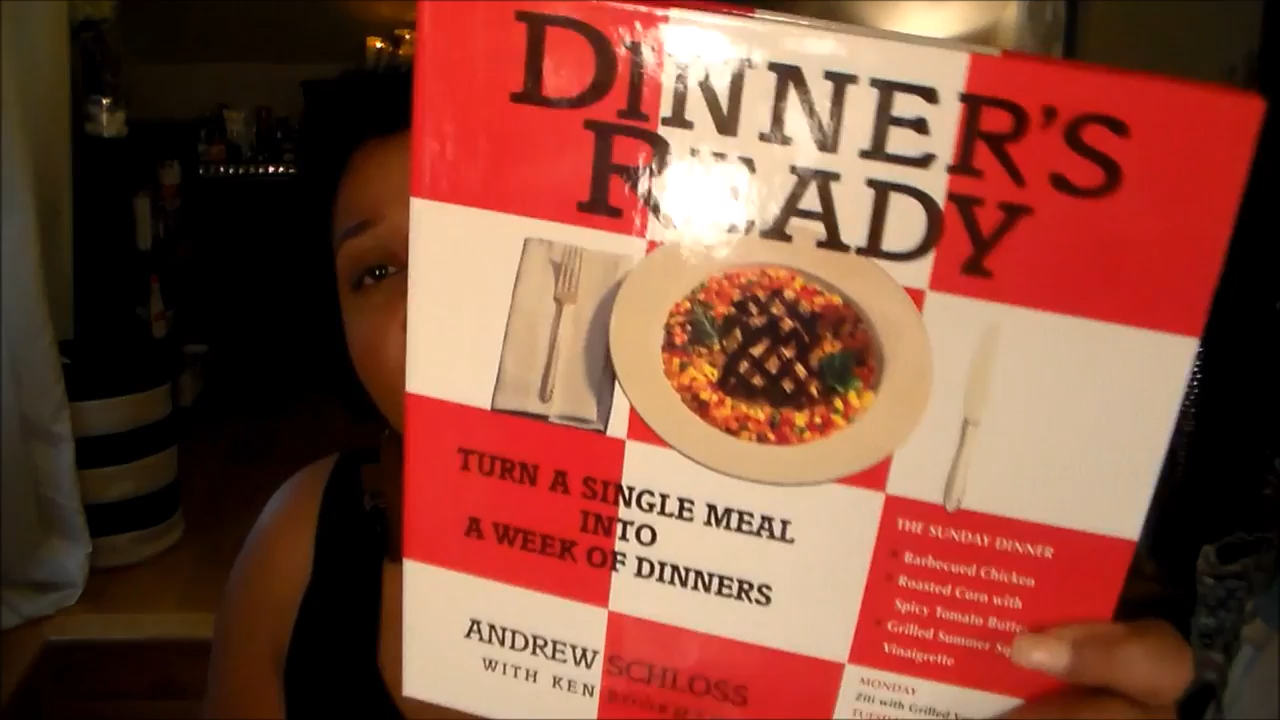 DINNER'S
READY
TURN A SINGLE MEAL
INTO
A WEEK OF DINNERS
ANDREW SCHLOSS
WITH KEN
THE SUNDAY DINNER
Barbecued Chicken
Roasted Corn with
Spicy Tomato
Grilled Summer
Vinaigrette
MONDAY
Ziti with Grilled